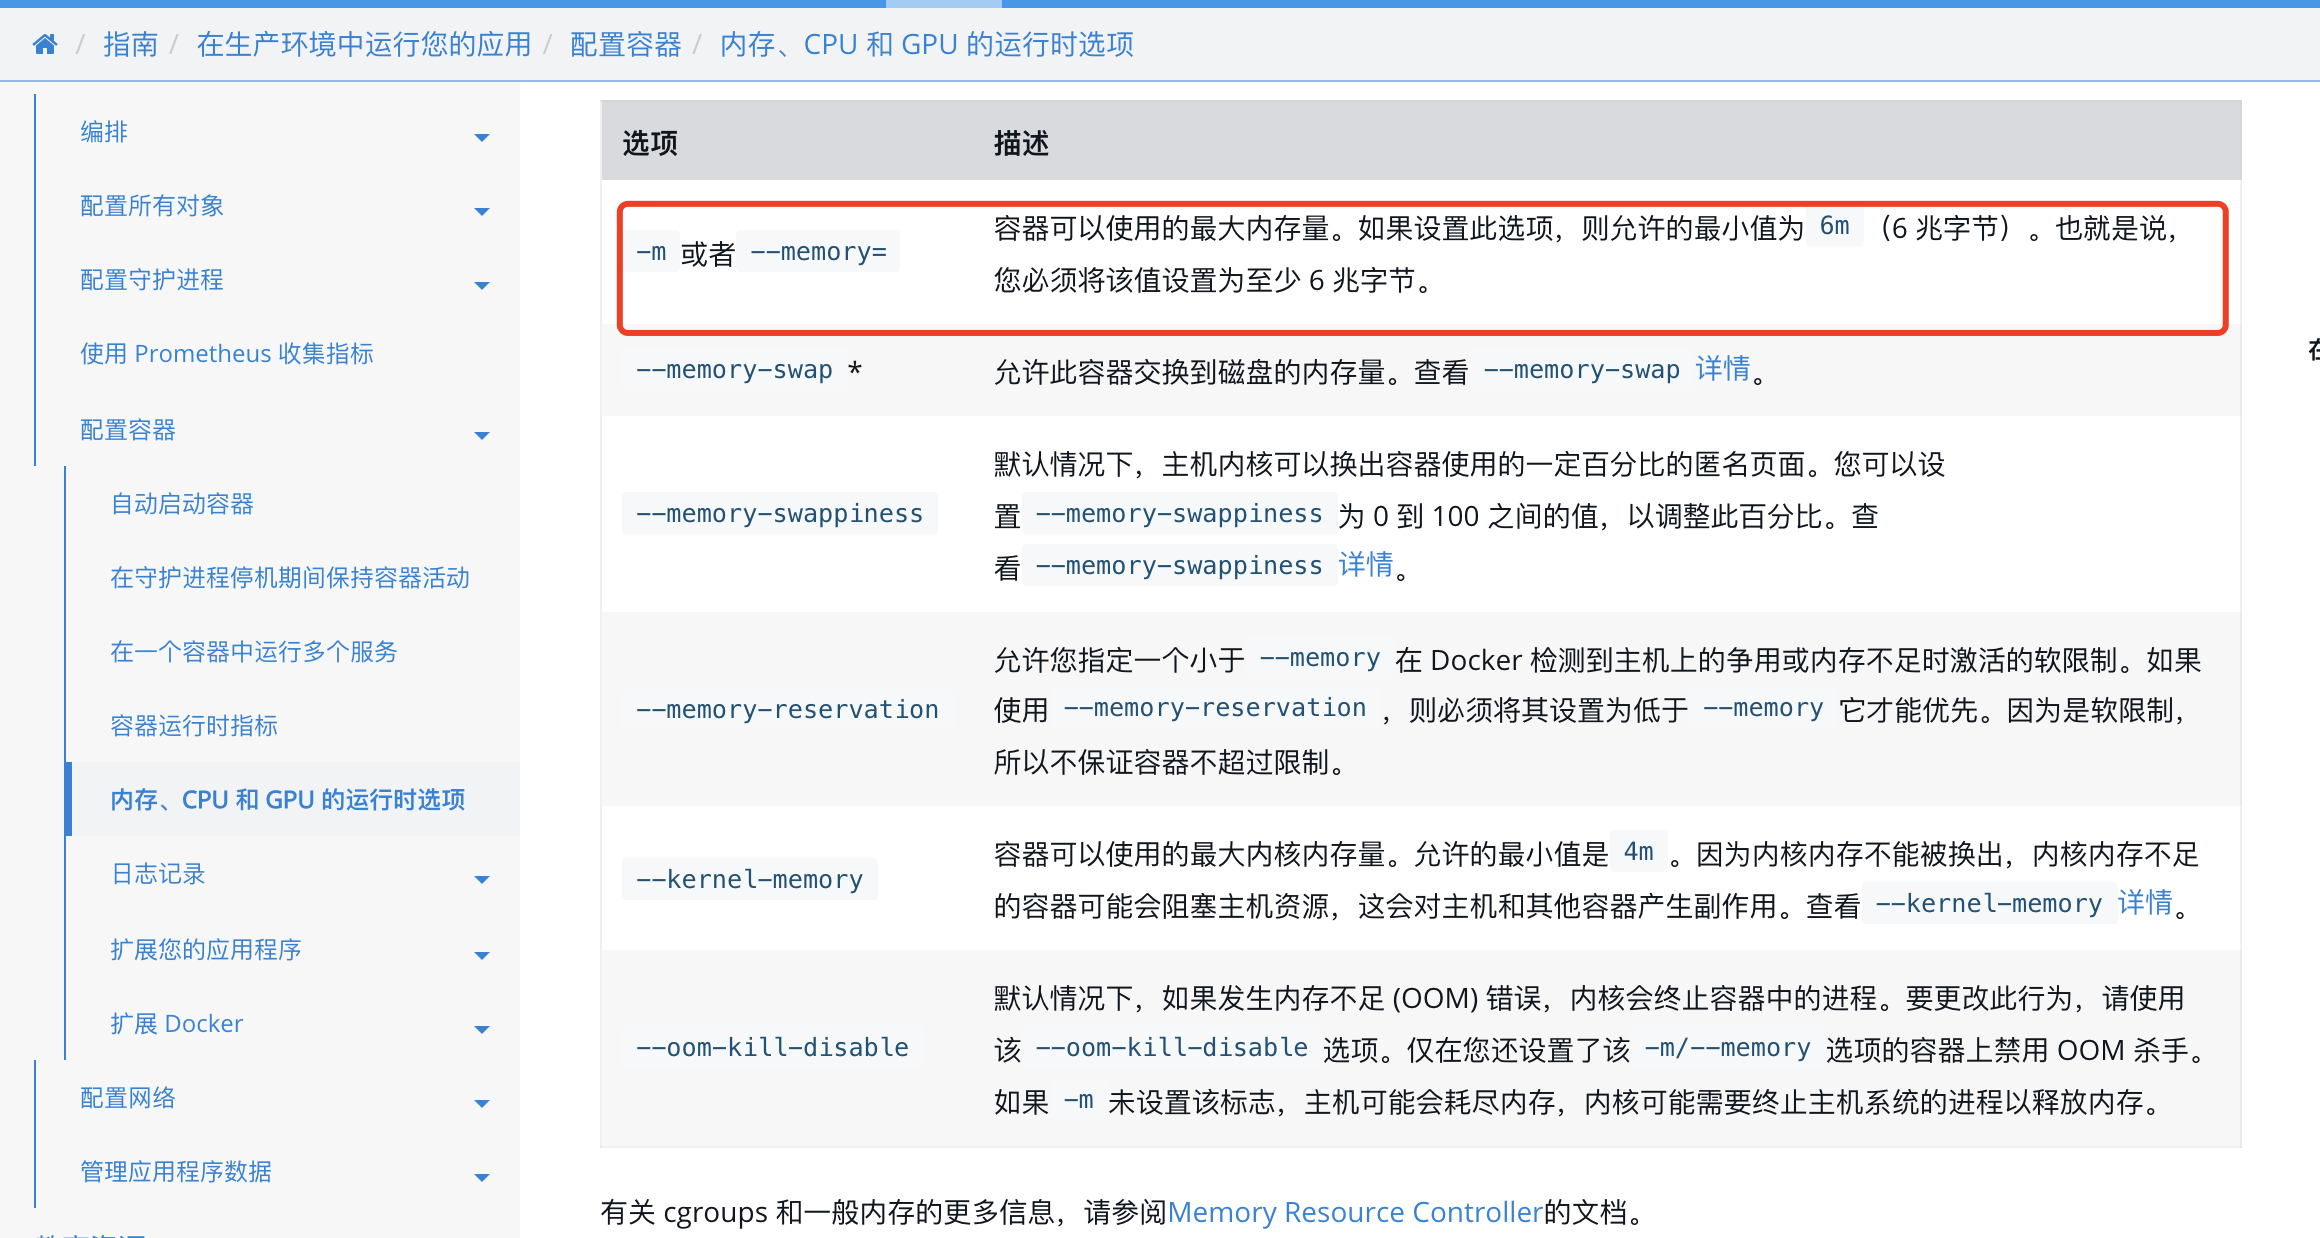 / 指南 / 在生产环境中运行您的应用 / 配置容器 / 内存、CPU 和 GPU 的运行时选项
编排
配置所有对象
配置守护进程
使用 Prometheus 收集指标
配置容器
自动启动容器
在守护进程停机期间保持容器活动
在一个容器中运行多个服务
容器运行时指标
内存、CPU 和 GPU 的运行时选项
日志记录
扩展您的应用程序
扩展 Docker
配置网络
管理应用程序数据
选项 描述
-m 或者 --memory=
容器可以使用的最大内存量。如果设置此选项，则允许的最小值为 6m （6 兆字节）。也就是说，
您必须将该值设置为至少 6 兆字节。
--memory-swap *
允许此容器交换到磁盘的内存量。查看 --memory-swap 详情。
--memory-swappiness
默认情况下，主机内核可以换出容器使用的一定百分比的匿名页面。您可以设
置 --memory-swappiness 为 0 到 100 之间的值，以调整此百分比。查
看 --memory-swappiness 详情。
--memory-reservation
允许您指定一个小于 --memory 在 Docker 检测到主机上的争用或内存不足时激活的软限制。如果
使用 --memory-reservation ，则必须将其设置为低于 --memory 它才能优先。因为是软限制，
所以不保证容器不超过限制。
--kernel-memory
容器可以使用的最大内核内存量。允许的最小值是 4m 。因为内核内存不能被换出，内核内存不足
的容器可能会阻塞主机资源，这会对主机和其他容器产生副作用。查看 --kernel-memory 详情。
--oom-kill-disable
默认情况下，如果发生内存不足 (OOM) 错误，内核会终止容器中的进程。要更改此行为，请使用
该 --oom-kill-disable 选项。仅在您还设置了该 -m/--memory 选项的容器上禁用 OOM 杀手。
如果 -m 未设置该标志，主机可能会耗尽内存，内核可能需要终止主机系统的进程以释放内存。
有关 cgroups 和一般内存的更多信息，请参阅Memory Resource Controller的文档。